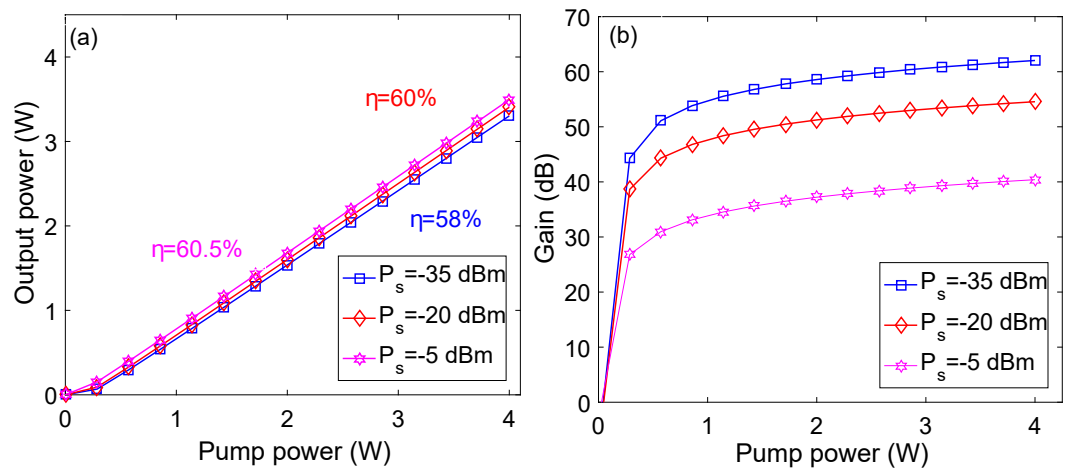 (a)
4
3
2
1
0
Output power (W)
η=60%
η=58%
η=60.5%
P_s=-35 dBm
P_s=-20 dBm
P_s=-5 dBm
0 1 2 3 4
Pump power (W)
(b)
70
60
50
40
30
20
10
0
Gain (dB)
P_s=-35 dBm
P_s=-20 dBm
P_s=-5 dBm
0 1 2 3 4
Pump power (W)